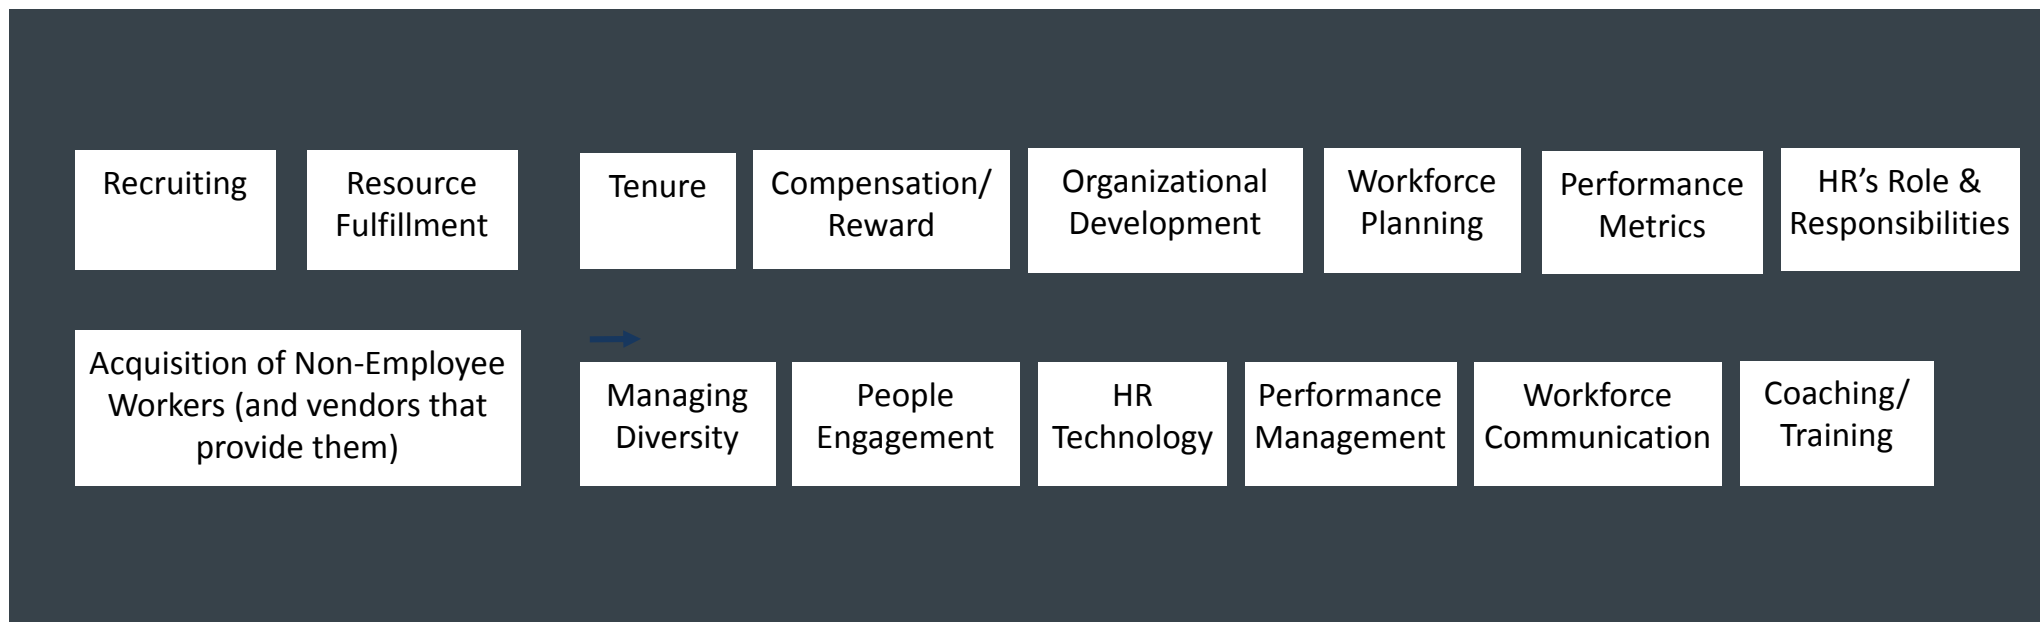 Recruiting
Resource
Fulfillment
Tenure
Compensation/
Reward
Organizational
Development
Workforce
Planning
Performance
Metrics
HR’s Role &
Responsibilities
Acquisition of Non-Employee
Workers (and vendors that
provide them)
Managing
Diversity
People
Engagement
HR
Technology
Performance
Management
Workforce
Communication
Coaching/
Training